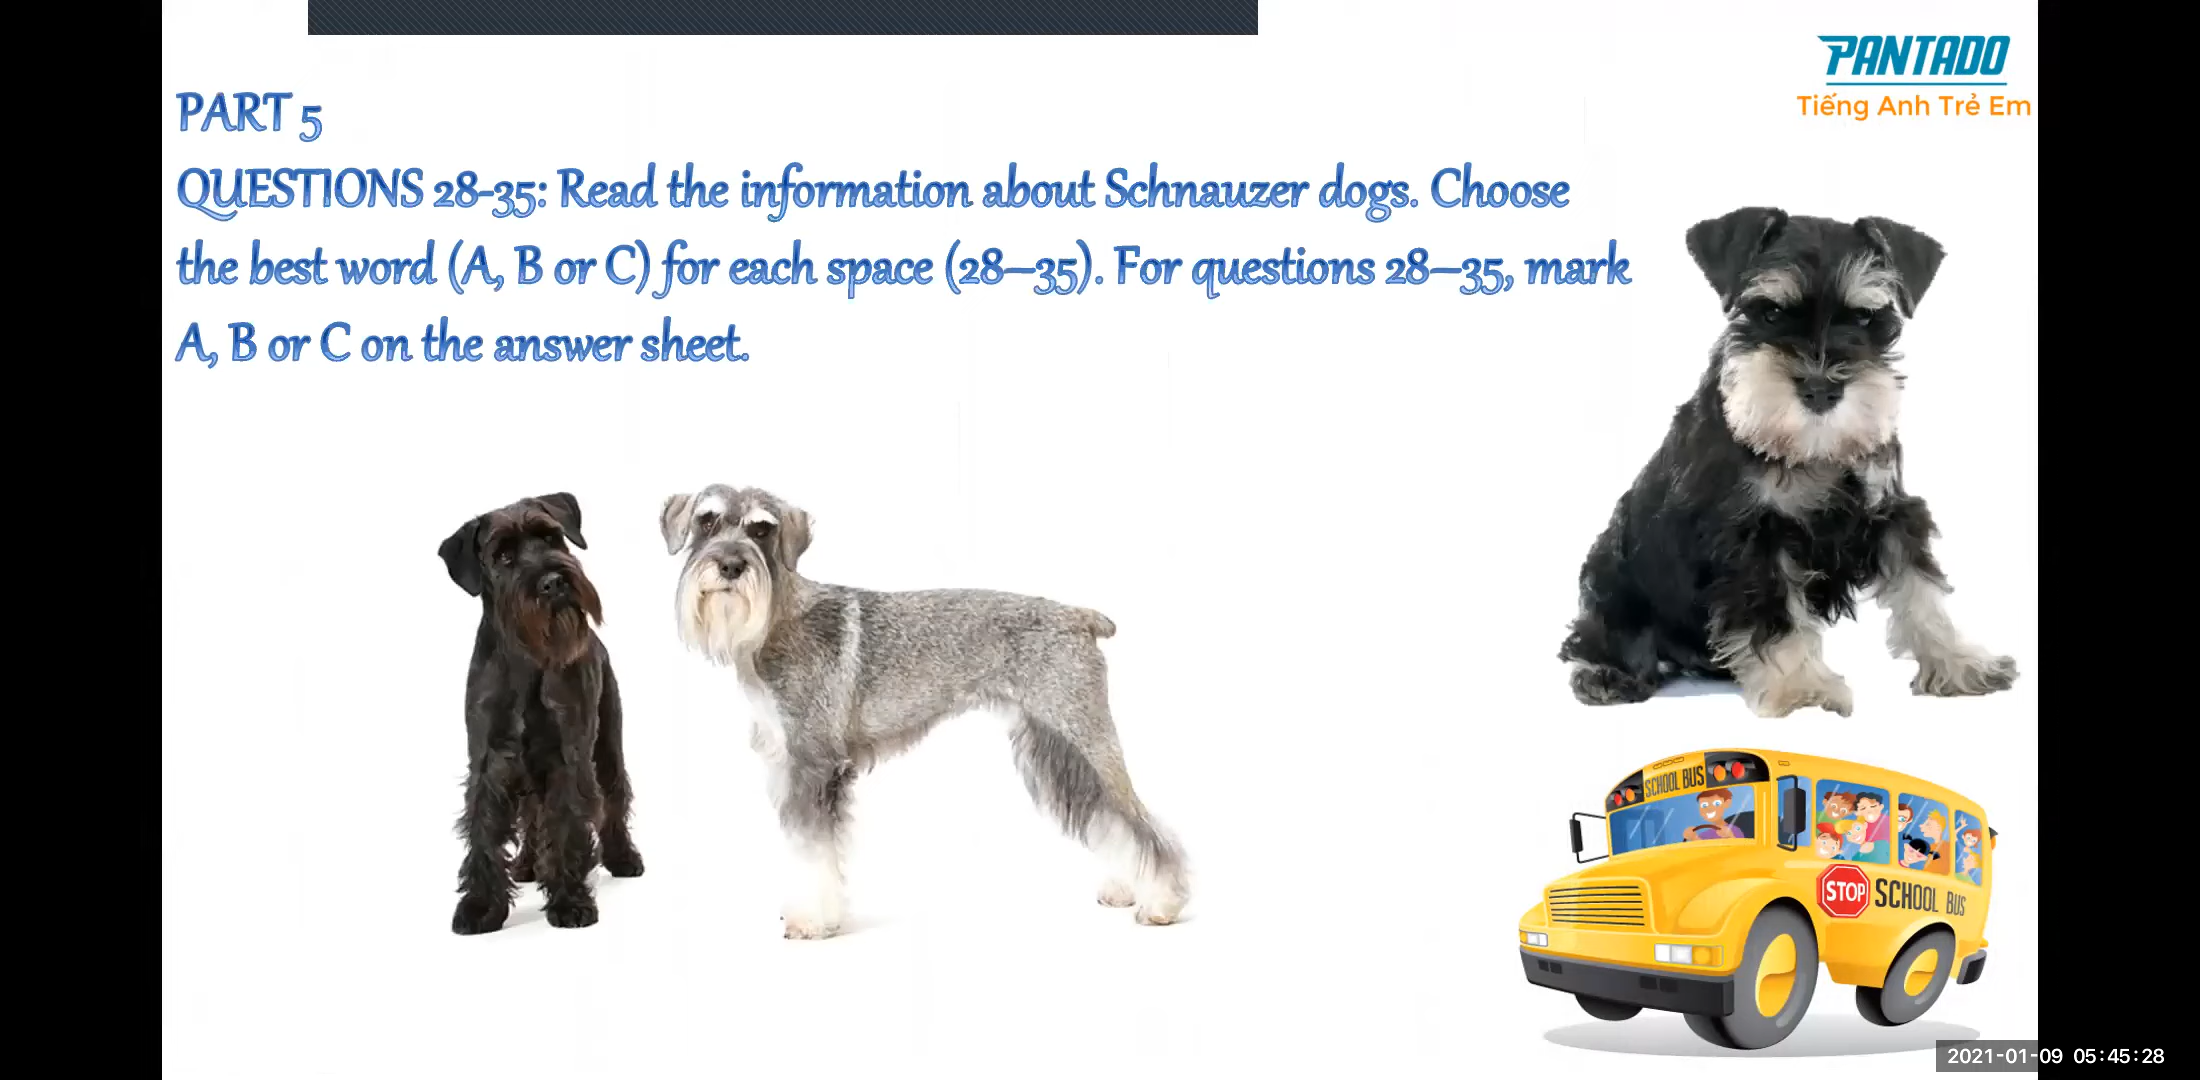 PANTADO
Tiếng Anh Trẻ Em
PART 5
QUESTIONS 28-35: Read the information about Schnauzer dogs. Choose
the best word (A, B or C) for each space (28–35). For questions 28–35, mark
A, B or C on the answer sheet.
SCHOOL BUS
STOP SCHOOL BUS
2021-01-09 05:45:28